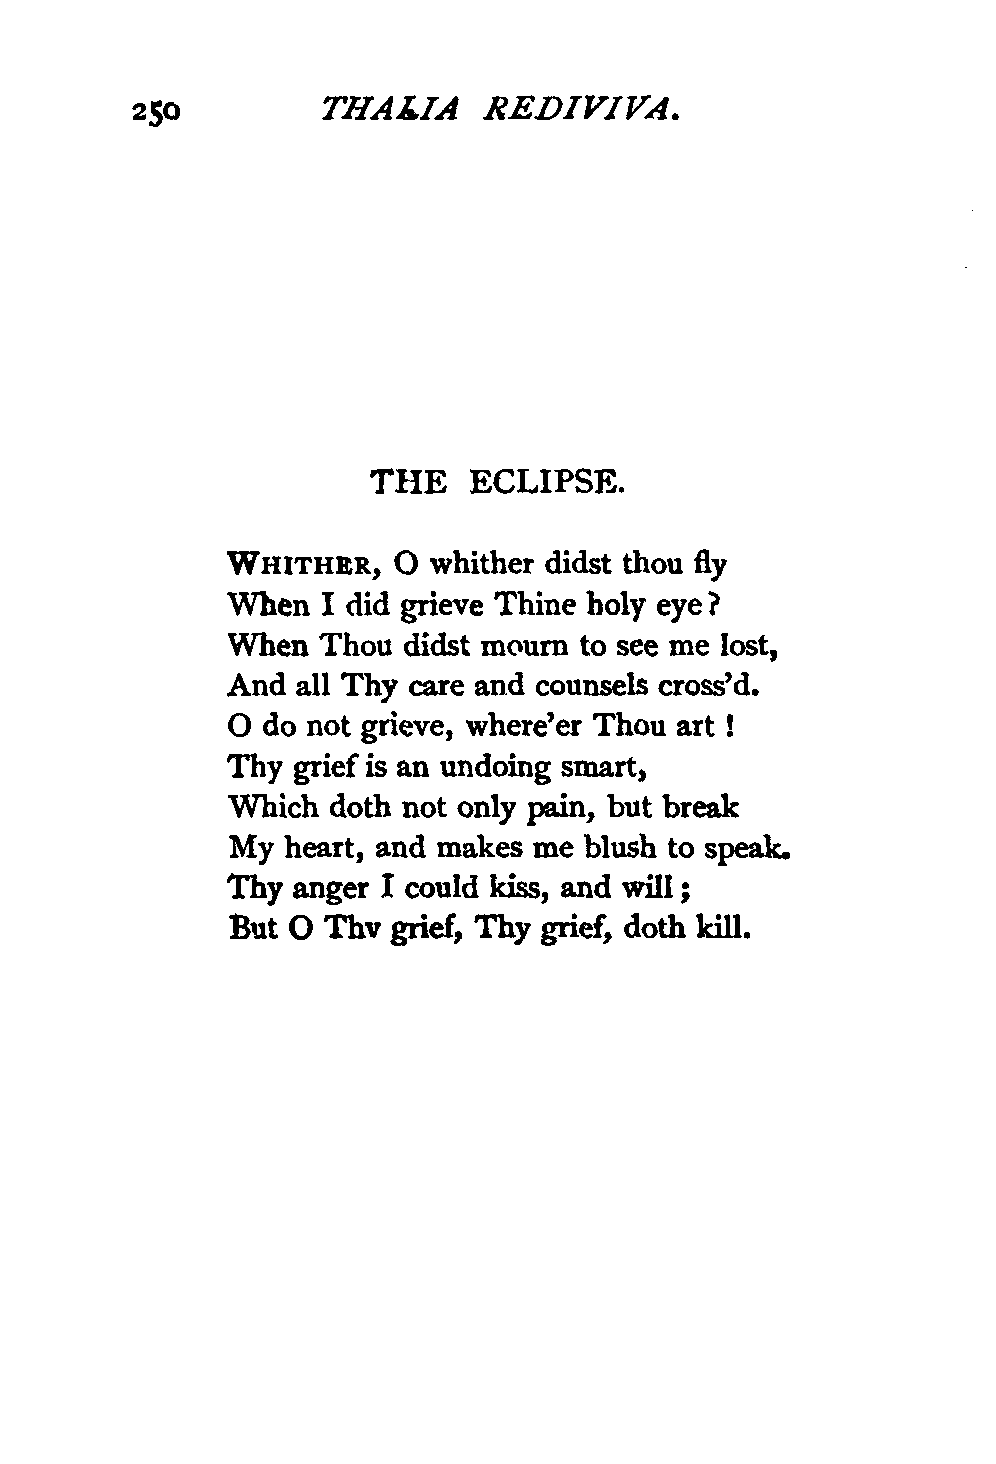 250 THALIA REDIVIVA.
THE ECLIPSE.
WHITHER, O whither didst thou fly
When I did grieve Thine holy eye?
When Thou didst mourn to see me lost,
And all Thy care and counsels cross'd.
O do not grieve, where'er Thou art!
Thy grief is an undoing smart,
Which doth not only pain, but break
My heart, and makes me blush to speak.
Thy anger I could kiss, and will;
But O Thy grief, Thy grief, doth kill.